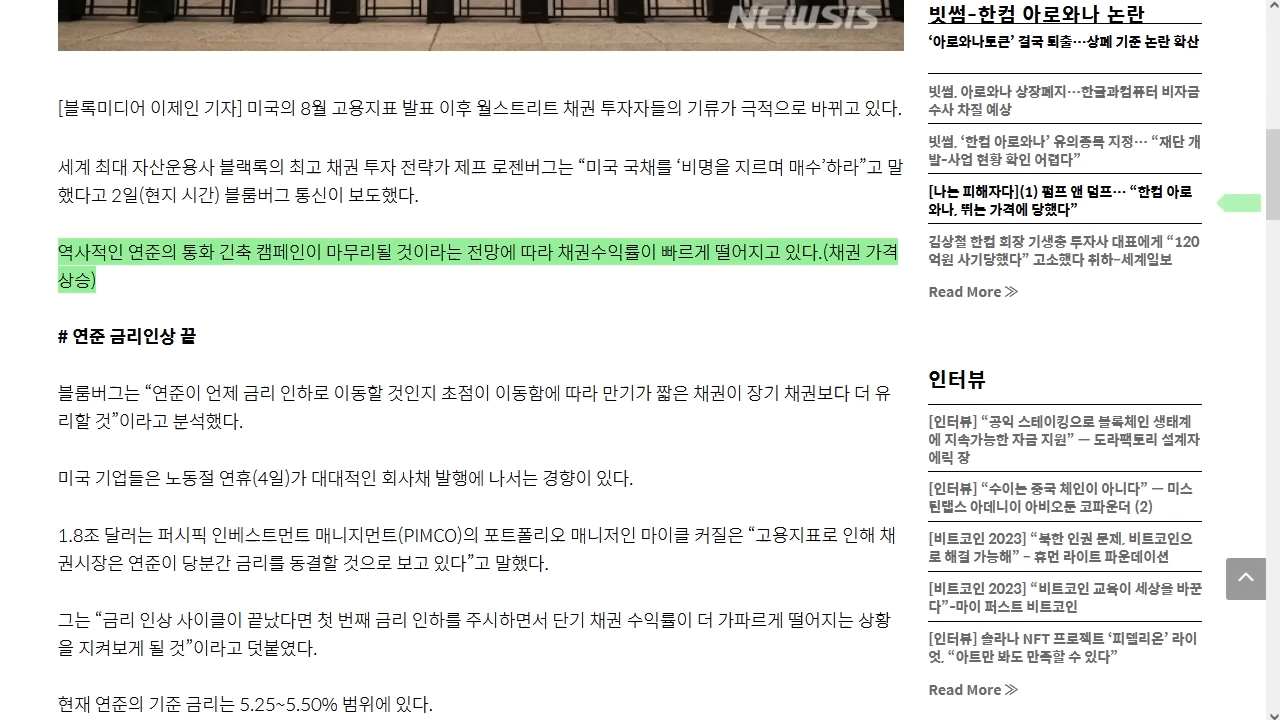 NEWSIS
[블록미디어 이제인 기자] 미국의 8월 고용지표 발표 이후 월스트리트 채권 투자자들의 기류가 극적으로 바뀌고 있다.
세계 최대 자산운용사 블랙록의 최고 채권 투자 전략가 제프 로젠버그는 “미국 국채를 ‘비명을 지르며 매수’하라”고 말
했다고 2일(현지 시간) 블룸버그 통신이 보도했다.
역사적인 연준의 통화 긴축 캠페인이 마무리될 것이라는 전망에 따라 채권수익률이 빠르게 떨어지고 있다.(채권 가격
상승)
# 연준 금리인상 끝
블룸버그는 “연준이 언제 금리 인하로 이동할 것인지 초점이 이동함에 따라 만기가 짧은 채권이 장기 채권보다 더 유
리할 것”이라고 분석했다.
미국 기업들은 노동절 연휴(4일)가 대대적인 회사채 발행에 나서는 경향이 있다.
1.8조 달러는 퍼시픽 인베스트먼트 매니지먼트(PIMCO)의 포트폴리오 매니저인 마이클 커질은 “고용지표로 인해 채
권시장은 연준이 당분간 금리를 동결할 것으로 보고 있다”고 말했다.
그는 “금리 인상 사이클이 끝났다면 첫 번째 금리 인하를 주시하면서 단기 채권 수익률이 더 가파르게 떨어지는 상황
을 지켜보게 될 것”이라고 덧붙였다.
현재 연준의 기준 금리는 5.25~5.50% 범위에 있다.
빗썸-한컴 아로와나 논란
‘아로와나토큰’ 결국 퇴출…상폐 기준 논란 확산
빗썸, 아로와나 상장폐지…한글과컴퓨터 비자금
수사 차질 예상
빗썸, ‘한컴 아로와나’ 유의종목 지정… “재단 개
발-사업 현황 확인 어렵다”
[나는 피해자다](1) 펌프 앤 덤프… “한컴 아로
와나, 뛰는 가격에 당했다”
김상철 한컴 회장 기생충 투자사 대표에게 “120
억원 사기당했다” 고소했다 취하-세계일보
Read More ≫
인터뷰
[인터뷰] “공익 스테이킹으로 블록체인 생태계
에 지속가능한 자금 지원” — 도라팩토리 설계자
에릭 장
[인터뷰] “수이는 중국 체인이 아니다” — 미스
틴랩스 아데니이 아비오둔 코파운더 (2)
[비트코인 2023] “북한 인권 문제, 비트코인으
로 해결 가능해” – 휴먼 라이트 파운데이션
[비트코인 2023] “비트코인 교육이 세상을 바꾼
다”-마이 퍼스트 비트코인
[인터뷰] 솔라나 NFT 프로젝트 ‘피델리온’ 라이
언, “아트만 봐도 만족할 수 있다”
Read More ≫